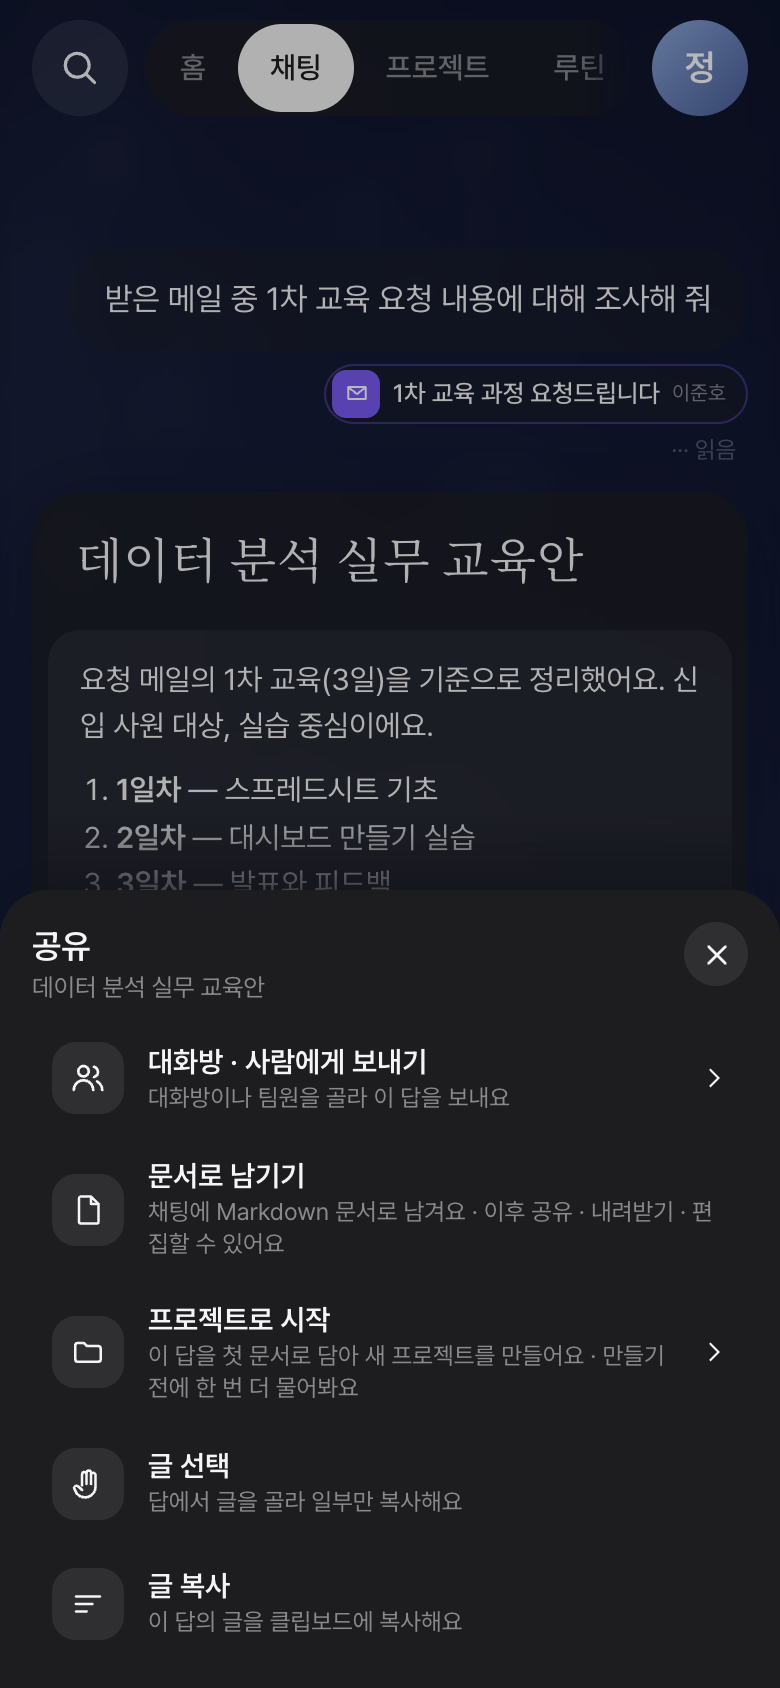 홈
채팅
프로젝트
루틴
정
받은 메일 중 1차 교육 요청 내용에 대해 조사해 줘
1차 교육 과정 요청드립니다 이준호
··· 읽음
데이터 분석 실무 교육안
요청 메일의 1차 교육(3일)을 기준으로 정리했어요. 신
입 사원 대상, 실습 중심이에요.
1. 1일차 — 스프레드시트 기초
2. 2일차 — 대시보드 만들기 실습
3. 3일차 — 발표와 피드백
공유
데이터 분석 실무 교육안
대화방 · 사람에게 보내기
대화방이나 팀원을 골라 이 답을 보내요
문서로 남기기
채팅에 Markdown 문서로 남겨요 · 이후 공유 · 내려받기 · 편
집할 수 있어요
프로젝트로 시작
이 답을 첫 문서로 담아 새 프로젝트를 만들어요 · 만들기
전에 한 번 더 물어봐요
글 선택
답에서 글을 골라 일부만 복사해요
글 복사
이 답의 글을 클립보드에 복사해요